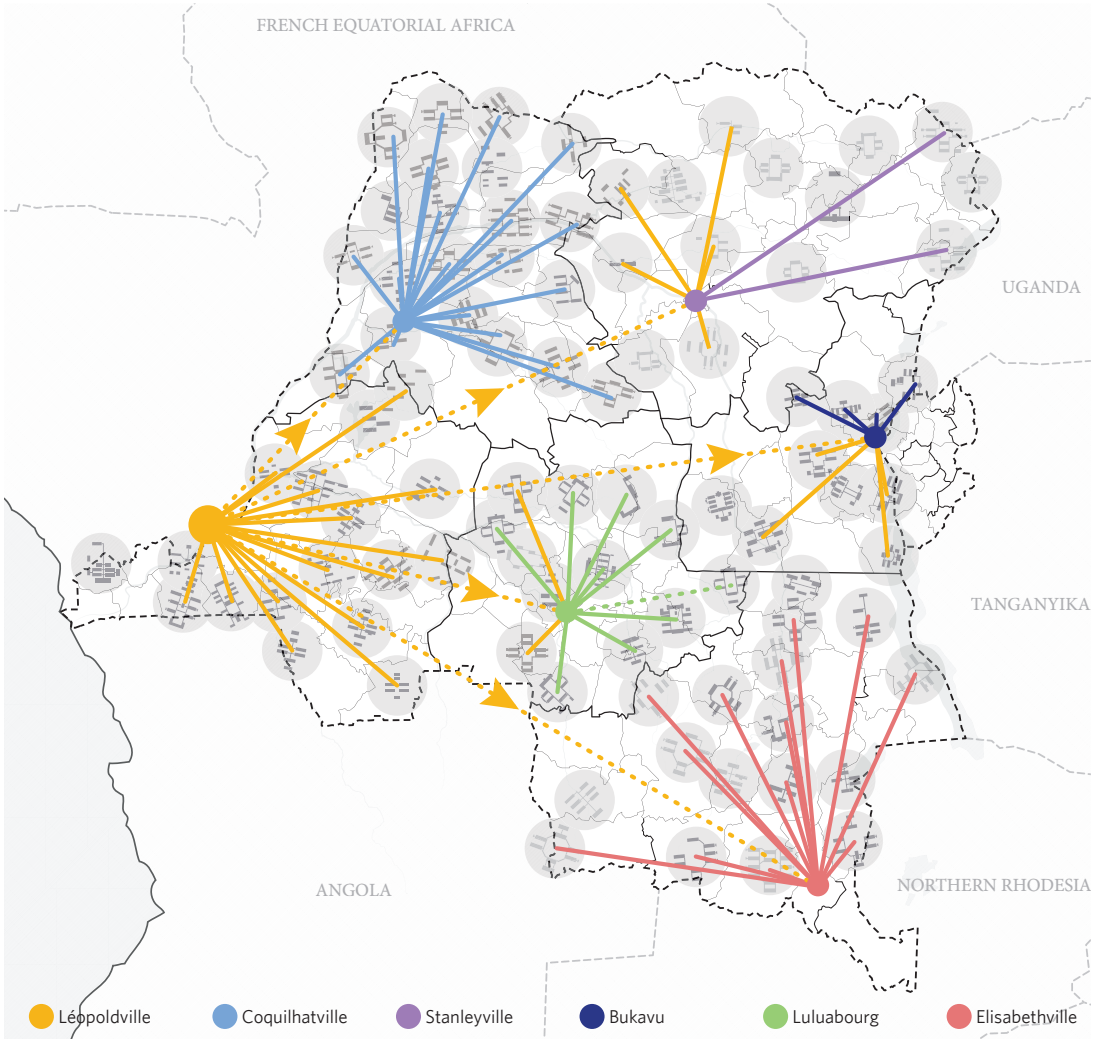 FRENCH EQUATORIAL AFRICA
UGANDA
TANGANYIKA
ANGOLA
NORTHERN RHODESIA
Léopoldville
Coquilhatville
Stanleyville
Bukavu
Luluabourg
Elisabethville